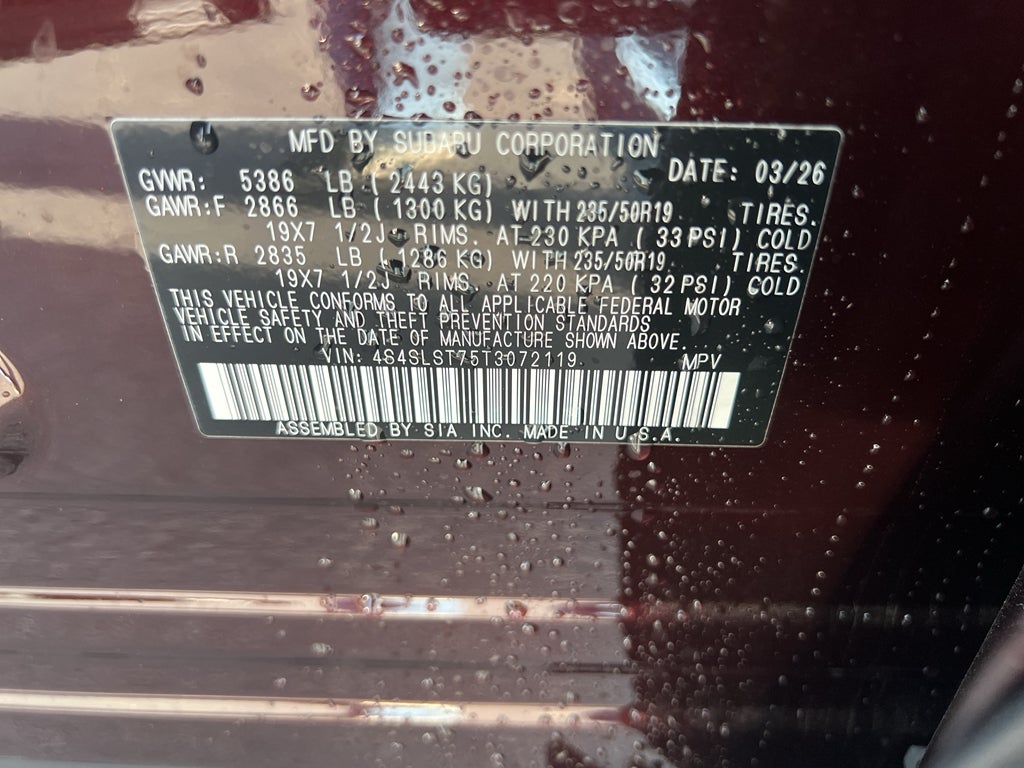 MFD BY SUBARU CORPORATION
DATE: 03/26
GVWR: 5386 LB ( 2443 KG)
GAWR:F 2866 LB ( 1300 KG) WITH 235/50R19 TIRES.
19X7 1/2J RIMS. AT 230 KPA ( 33 PSI) COLD
GAWR:R 2835 LB ( 1286 KG) WITH 235/50R19 TIRES.
19X7 1/2J RIMS. AT 220 KPA ( 32 PSI) COLD
THIS VEHICLE CONFORMS TO ALL APPLICABLE FEDERAL MOTOR
VEHICLE SAFETY AND THEFT PREVENTION STANDARDS
IN EFFECT ON THE DATE OF MANUFACTURE SHOWN ABOVE.
VIN: 4S4SLST75T3072119 MPV
ASSEMBLED BY SIA INC. MADE IN U.S.A.